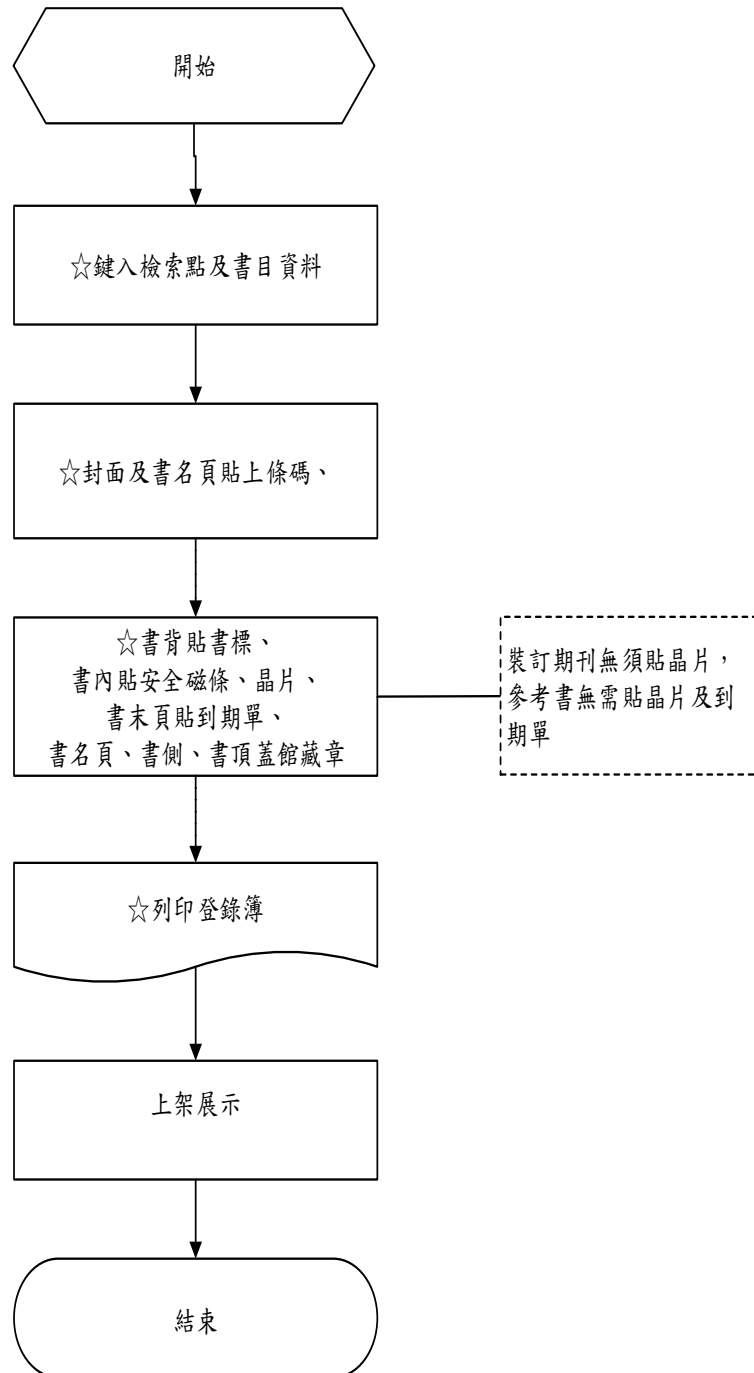 開始
☆鍵入檢索點及書目資料
☆封面及書名頁貼上條碼、
☆書背貼書標、
書內貼安全磁條、晶片、
書末頁貼到期單、
書名頁、書側、書頂蓋館藏章
裝訂期刊無須貼晶片，
參考書無需貼晶片及到
期單
☆列印登錄簿
上架展示
結束